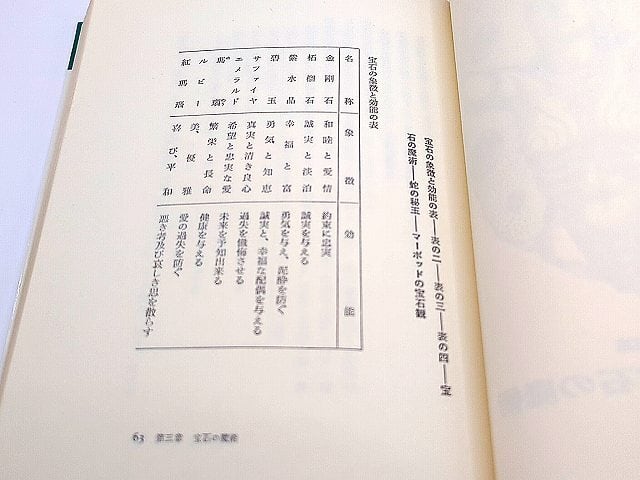 宝石の象徴と効能の表――表の二――表の三――表の四――宝
石の魔術――蛇の秘玉――マーボッドの宝石観
宝石の象徴と効能の表
名称 象徴 効能
金剛石 和睦と愛情 約束に忠実
柘榴石 誠実と淡泊 誠実を与える
紫水晶 幸福と富 勇気を与え、泥酔を防ぐ
碧玉 勇気と知恵 誠実と、幸福な配偶を与える
サファイヤ 真実と清き良心 過失を懺悔させる
エメラルド 希望と忠実な愛 未来を予知出来る
瑪瑙 繁栄と長命 健康を与える
ルビー 美、優雅 愛の過失を防ぐ
紅瑪瑙 喜び、平和 悪き者及び哀しき思を散らす
63 第三章 宝石の魔術